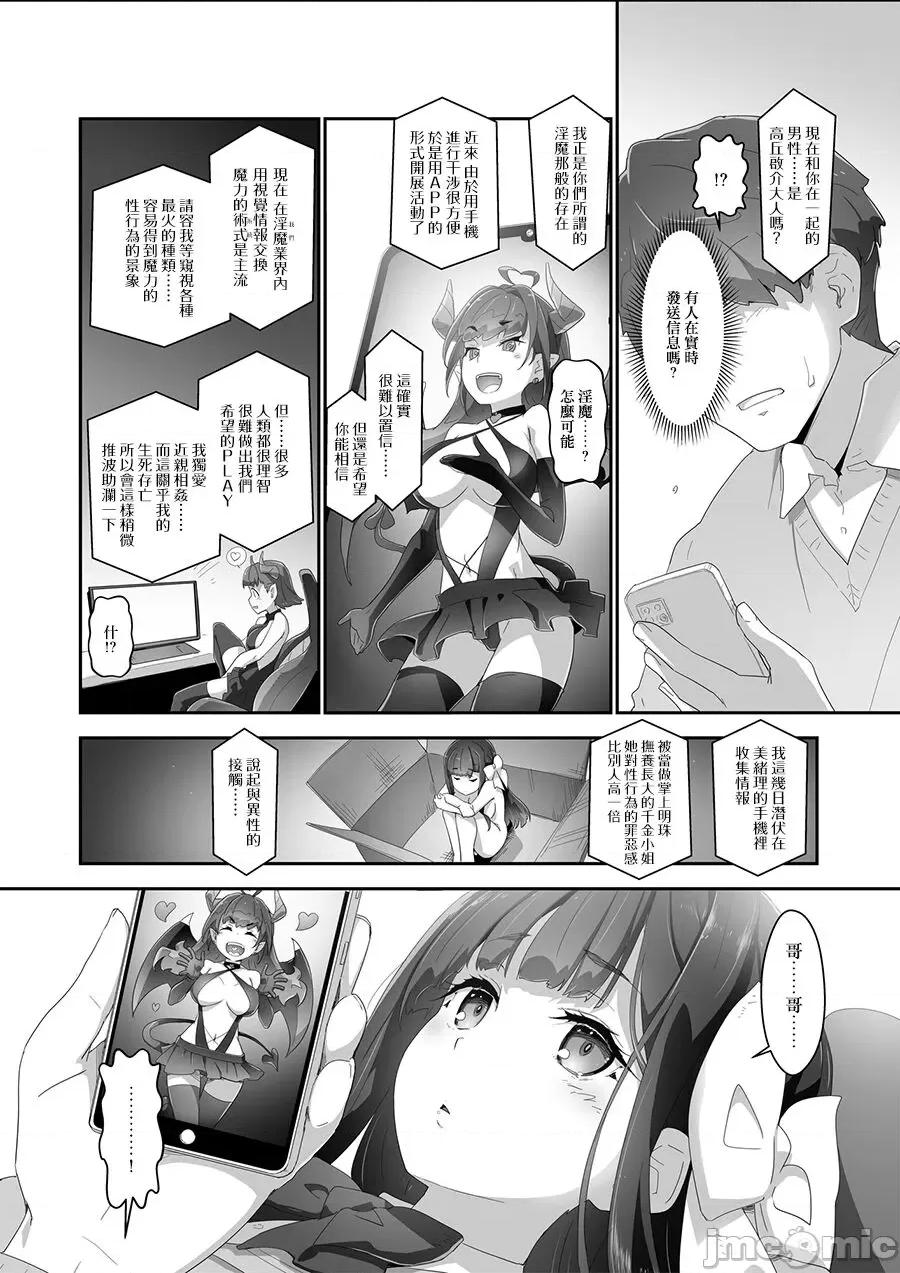 現在和你在一起的
男性……是
高丘啟介大人嗎?
!?
有人在實時
發送信息嗎?
我正是你們所謂的
淫魔那般的存在
近來 由於用手機
進行干涉很方便
於是用APP的
形式開展活動了
淫魔……?
怎麼可能
這確實
很難以置信……
但還是希望
你能相信
現在 在淫魔業界內
用視覺情報交換
魔力的術式是主流
請容我等窺視各種
最火的種類……
容易得到魔力的
性行為的景象
但……很多
人類都很理智
很難做出我們
希望的PLAY
我獨愛
近親相姦……
而這關乎我的
生死存亡
所以會這樣稍微
推波助瀾一下
什!?
我這幾日潛伏在
美緒理的手機裡
收集情報
被當做掌上明珠
撫養長大的千金小姐
她對性行為的罪惡感
比別人高一倍
說起與異性的
接觸……
哥……
哥……
………!
jmcomic